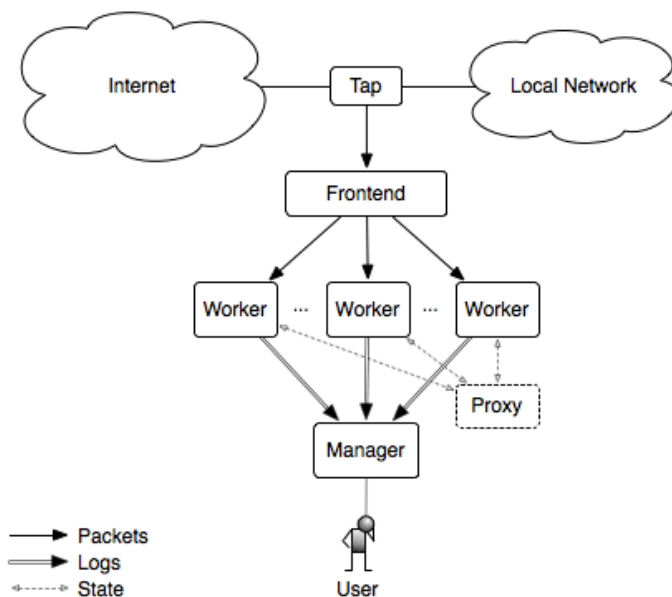 Internet
Tap
Local Network
Frontend
Worker ... Worker ... Worker
Proxy
Manager
Packets
Logs
State
User